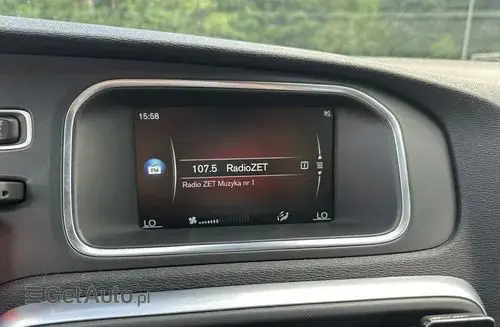 15:58
FM
107.5 RadioZET
Radio ZET Muzyka nr 1
LO LO
GetAuto.pl